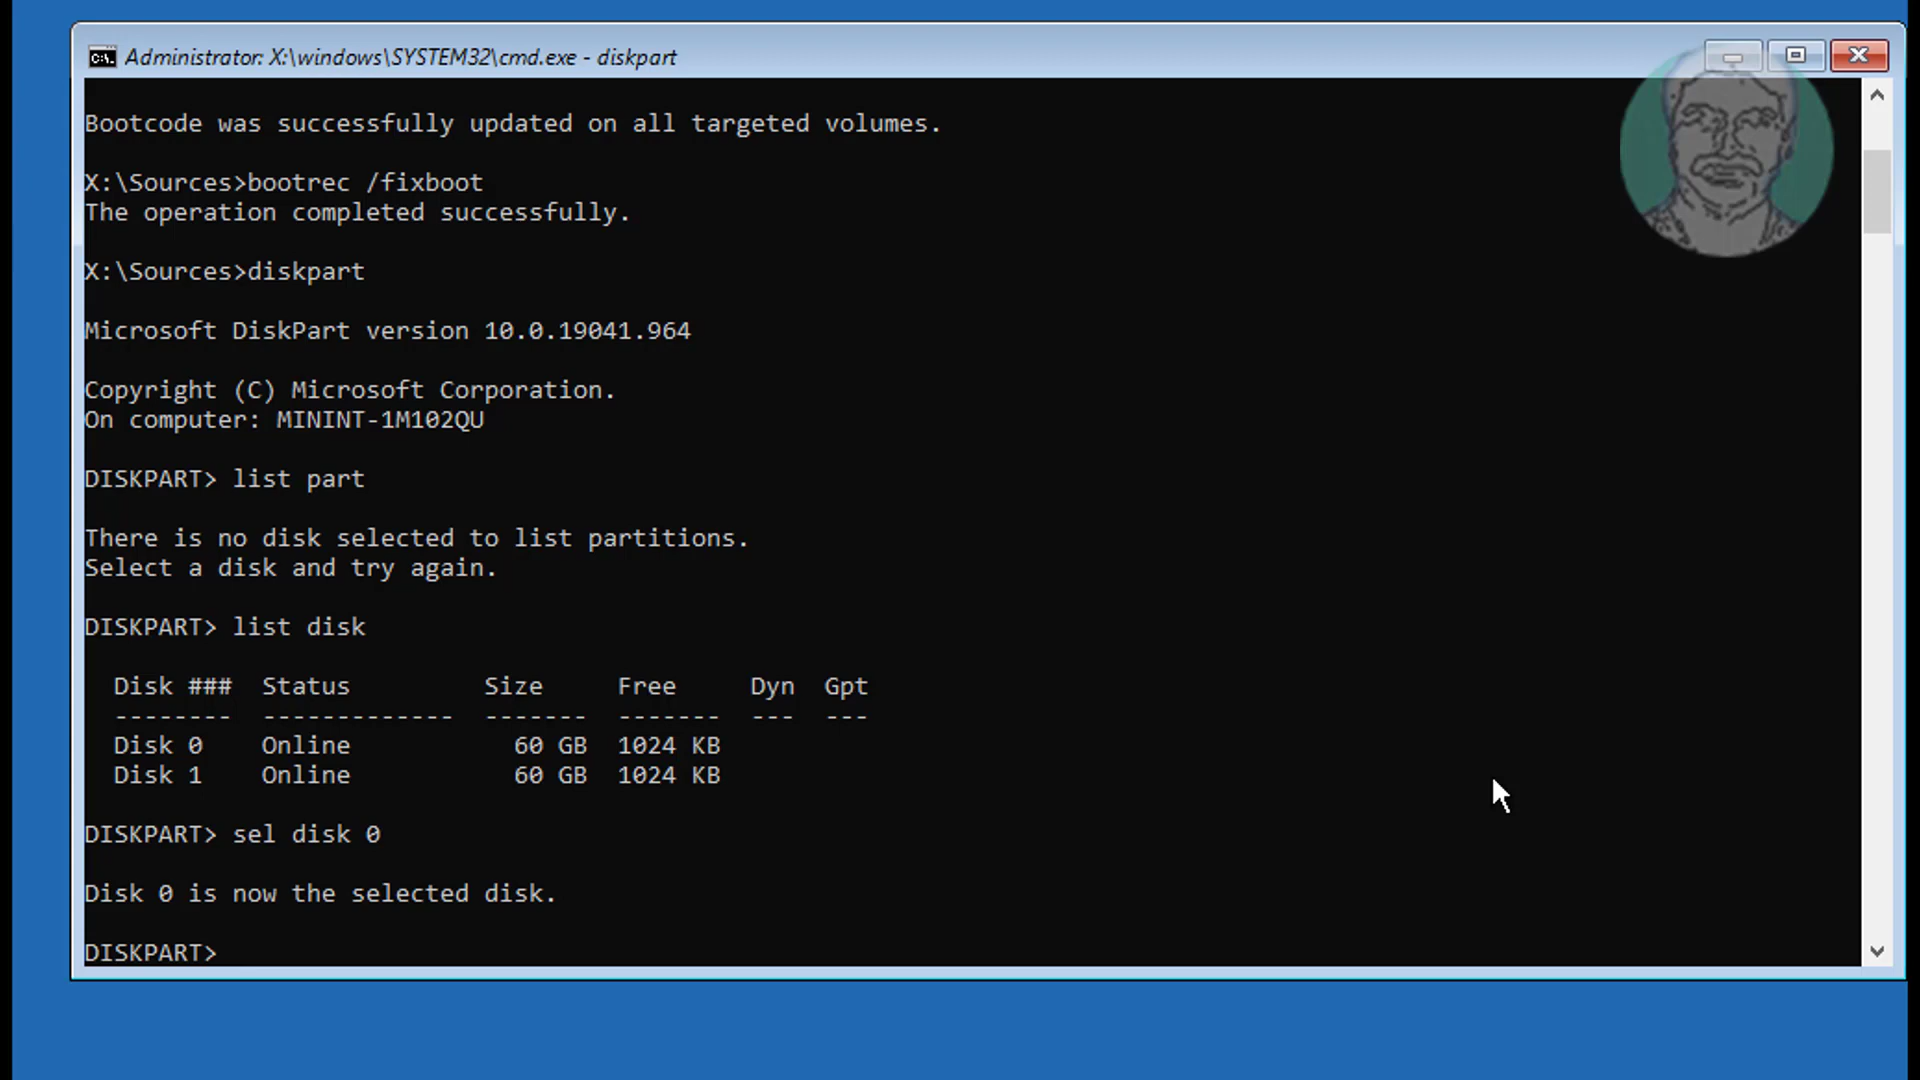 Administrator: X:\windows\SYSTEM32\cmd.exe - diskpart
Bootcode was successfully updated on all targeted volumes.
X:\Sources>bootrec /fixboot
The operation completed successfully.
X:\Sources>diskpart
Microsoft DiskPart version 10.0.19041.964
Copyright (C) Microsoft Corporation.
On computer: MININT-1M102QU
DISKPART> list part
There is no disk selected to list partitions.
Select a disk and try again.
DISKPART> list disk
Disk ###  Status         Size     Free     Dyn  Gpt
--------  -------------  -------  -------  ---  ---
Disk 0    Online           60 GB  1024 KB
Disk 1    Online           60 GB  1024 KB
DISKPART> sel disk 0
Disk 0 is now the selected disk.
DISKPART>